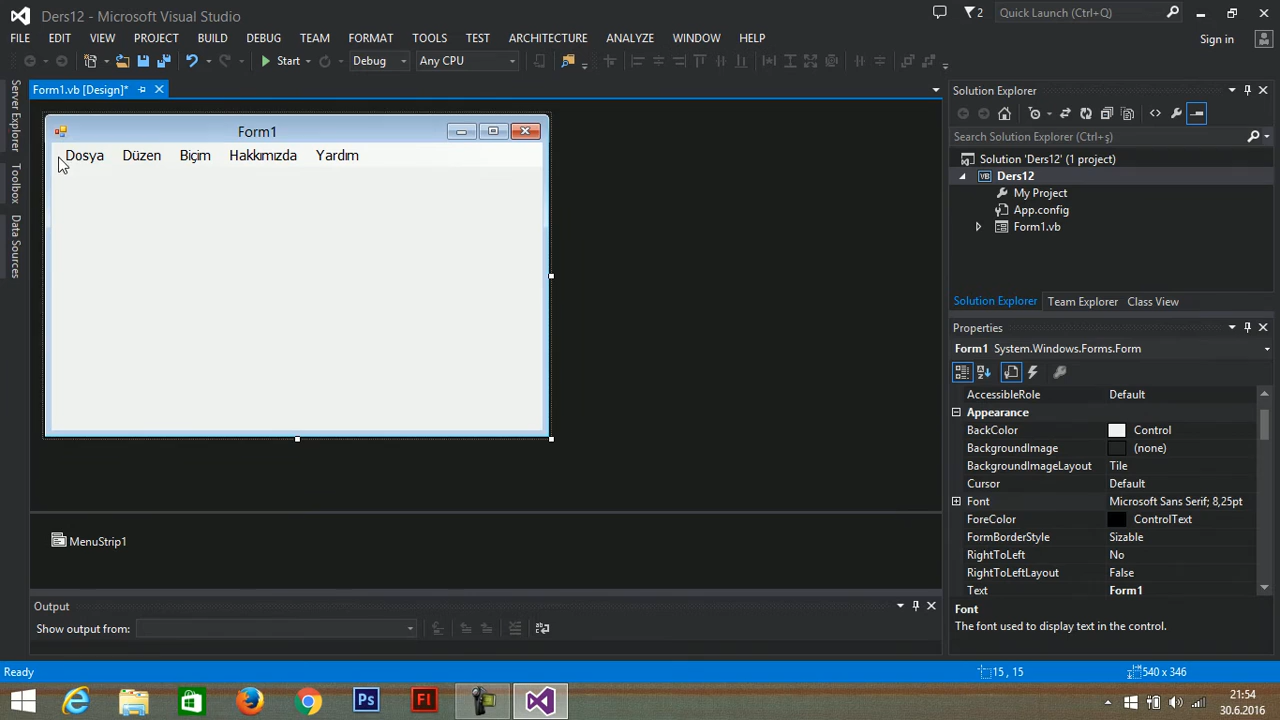 Ders12 - Microsoft Visual Studio
2
Quick Launch (Ctrl+Q)
FILE EDIT VIEW PROJECT BUILD DEBUG TEAM FORMAT TOOLS TEST ARCHITECTURE ANALYZE WINDOW HELP
Sign in
Start Debug Any CPU
Server Explorer
Toolbox
Data Sources
Form1.vb [Design]*
Form1
Dosya Düzen Biçim Hakkımızda Yardım
MenuStrip1
Output
Show output from:
Solution Explorer
Search Solution Explorer (Ctrl+ş)
Solution 'Ders12' (1 project)
VB Ders12
My Project
App.config
Form1.vb
Solution Explorer Team Explorer Class View
Properties
Form1 System.Windows.Forms.Form
AccessibleRole Default
Appearance
BackColor Control
BackgroundImage (none)
BackgroundImageLayout Tile
Cursor Default
Font Microsoft Sans Serif; 8,25pt
ForeColor ControlText
FormBorderStyle Sizable
RightToLeft No
RightToLeftLayout False
Text Form1
Font
The font used to display text in the control.
Ready
15 , 15
540 x 346
Ps
Fl
21:54
30.6.2016